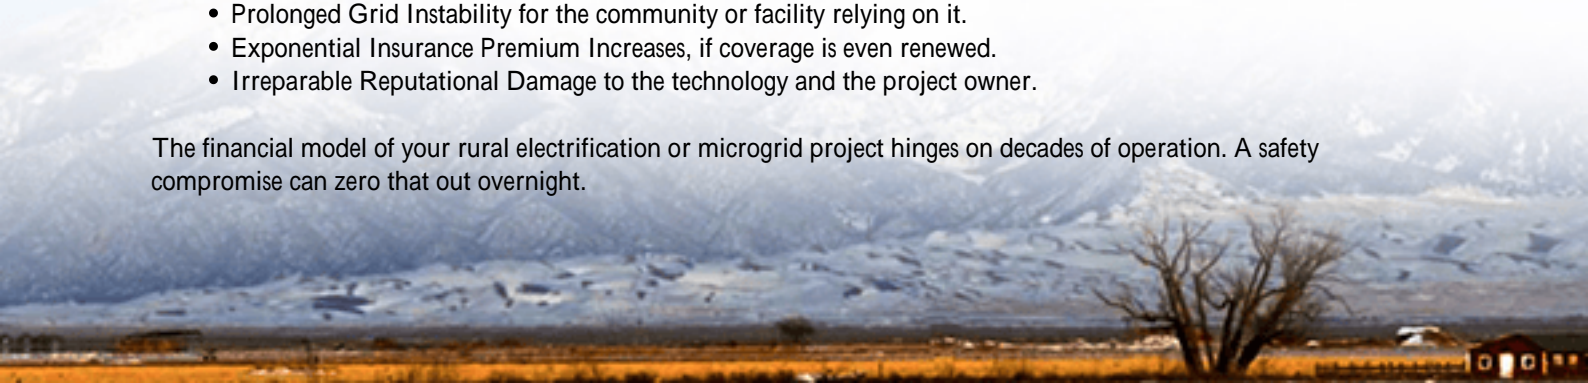 • Prolonged Grid Instability for the community or facility relying on it.
• Exponential Insurance Premium Increases, if coverage is even renewed.
• Irreparable Reputational Damage to the technology and the project owner.
The financial model of your rural electrification or microgrid project hinges on decades of operation. A safety
compromise can zero that out overnight.